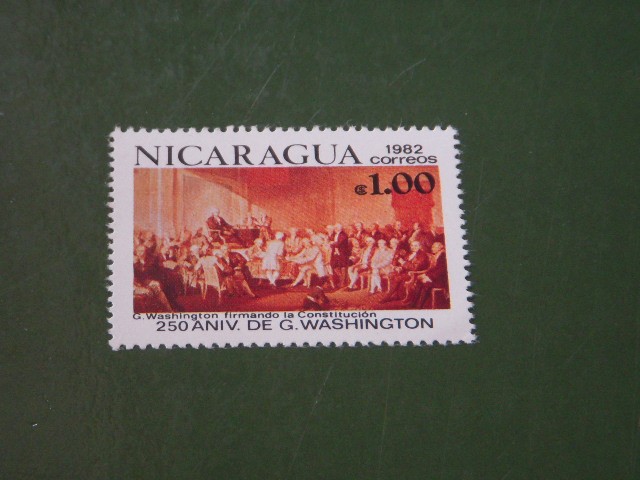 NICARAGUA
1982
correos
₡1.00
G. Washington firmando la Constitución
250 ANIV. DE G. WASHINGTON